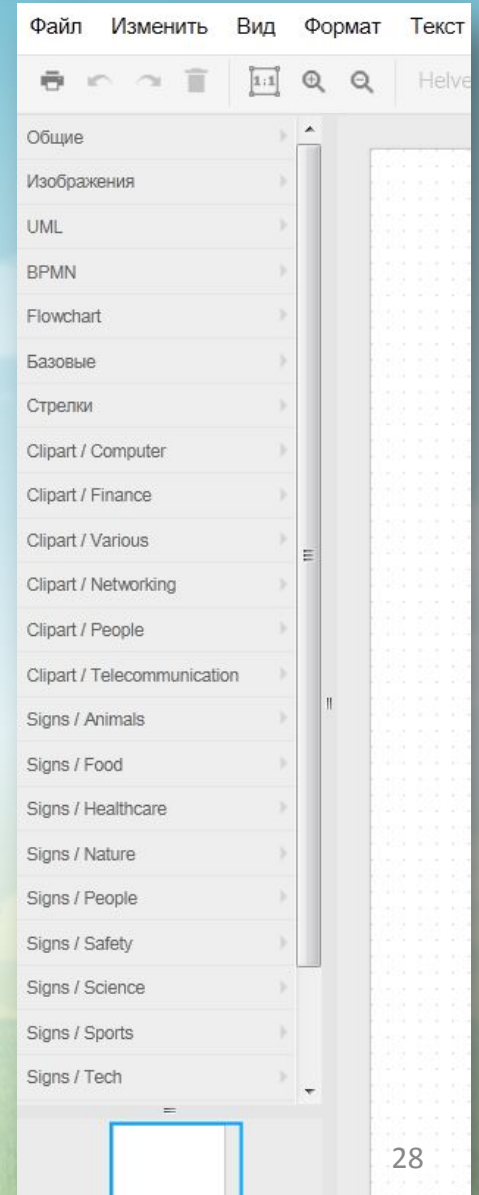 Файл Изменить Вид Формат Текст
1:1 Helve
Общие
Изображения
UML
BPMN
Flowchart
Базовые
Стрелки
Clipart / Computer
Clipart / Finance
Clipart / Various
Clipart / Networking
Clipart / People
Clipart / Telecommunication
Signs / Animals
Signs / Food
Signs / Healthcare
Signs / Nature
Signs / People
Signs / Safety
Signs / Science
Signs / Sports
Signs / Tech
28